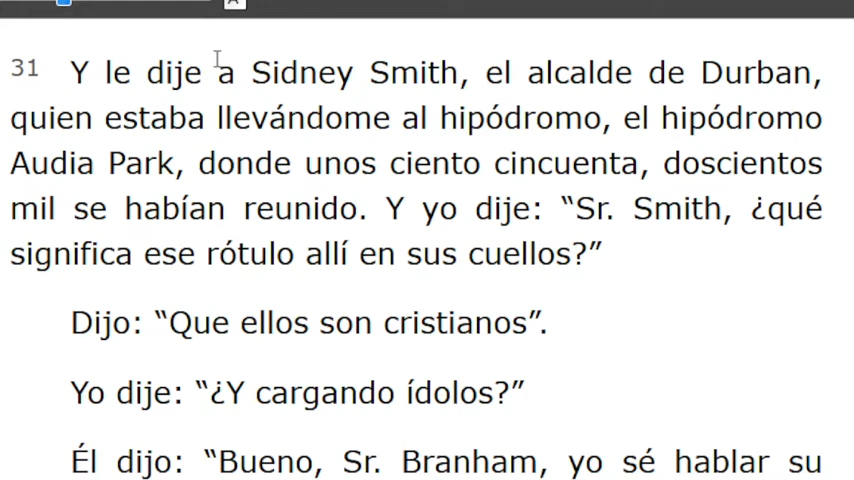 A
31 Y le dije a Sidney Smith, el alcalde de Durban,
quien estaba llevándome al hipódromo, el hipódromo
Audia Park, donde unos ciento cincuenta, doscientos
mil se habían reunido. Y yo dije: “Sr. Smith, ¿qué
significa ese rótulo allí en sus cuellos?”
Dijo: “Que ellos son cristianos”.
Yo dije: “¿Y cargando ídolos?”
Él dijo: “Bueno, Sr. Branham, yo sé hablar su